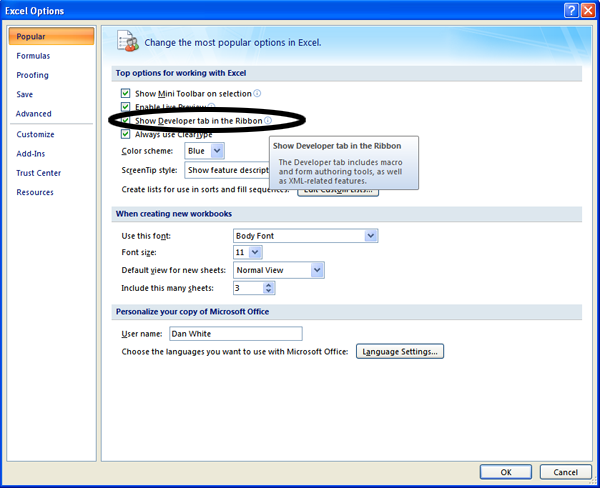 Excel Options
Popular
Formulas
Proofing
Save
Advanced
Customize
Add-Ins
Trust Center
Resources
Change the most popular options in Excel.
Top options for working with Excel
Show Mini Toolbar on selection
Enable Live Preview
Show Developer tab in the Ribbon
Always use ClearType
Color scheme: Blue
ScreenTip style: Show feature descript
Create lists for use in sorts and fill sequences: Edit Custom Lists...
Show Developer tab in the Ribbon
The Developer tab includes macro
and form authoring tools, as well
as XML-related features.
When creating new workbooks
Use this font: Body Font
Font size: 11
Default view for new sheets: Normal View
Include this many sheets: 3
Personalize your copy of Microsoft Office
User name: Dan White
Choose the languages you want to use with Microsoft Office: Language Settings...
OK Cancel